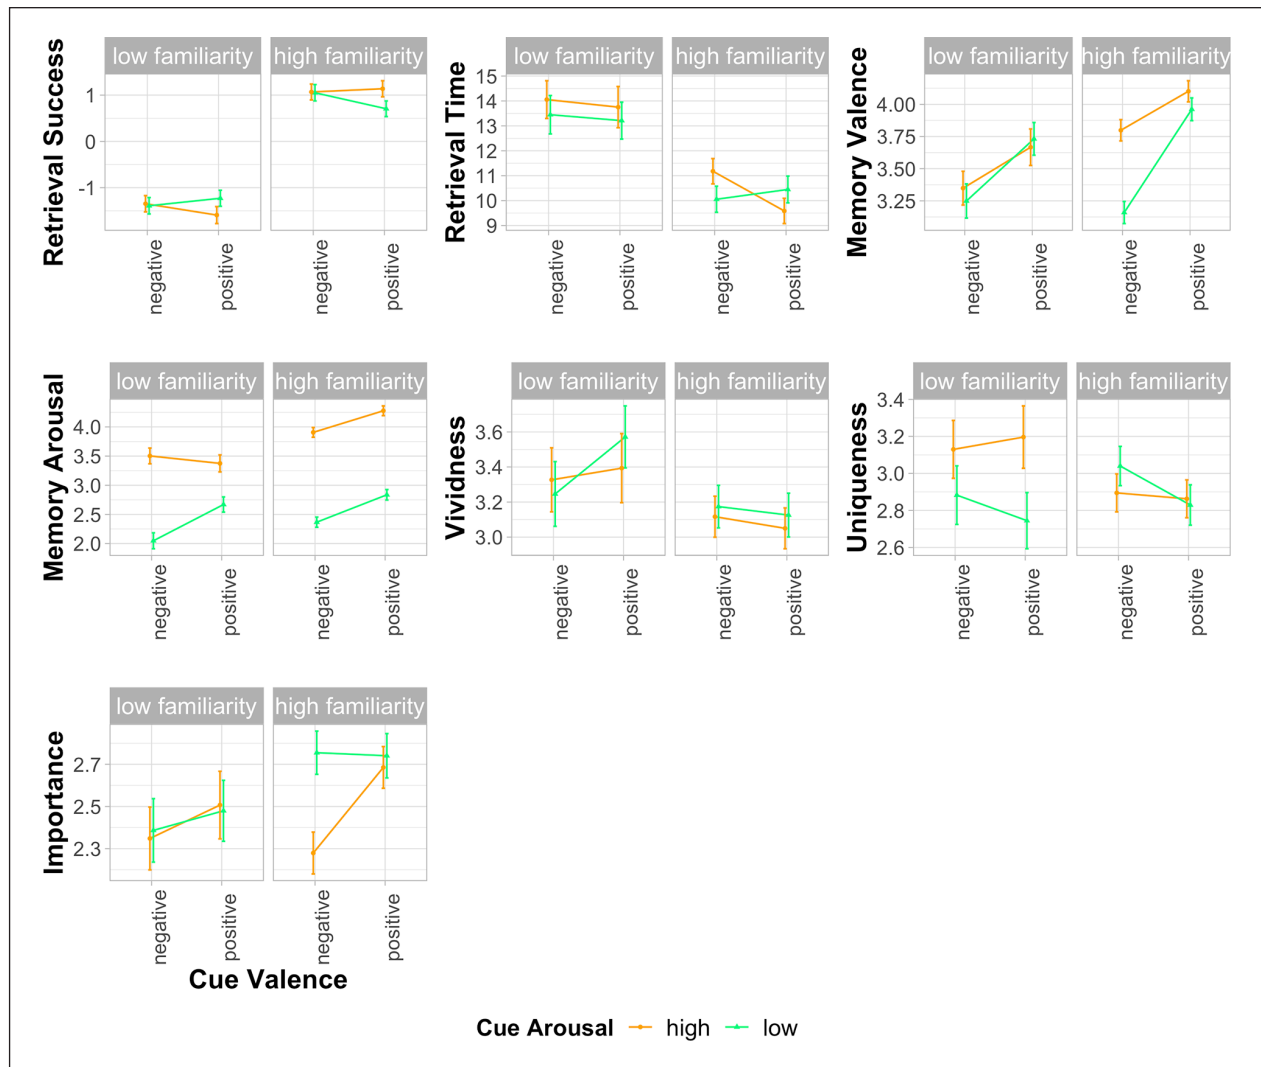 Retrieval Success
low familiarity
high familiarity
1
0
-1
negative
positive
negative
positive
Retrieval Time
low familiarity
high familiarity
15
14
13
12
11
10
9
negative
positive
negative
positive
Memory Valence
low familiarity
high familiarity
4.00
3.75
3.50
3.25
negative
positive
negative
positive
Memory Arousal
low familiarity
high familiarity
4.0
3.5
3.0
2.5
2.0
negative
positive
negative
positive
Vividness
low familiarity
high familiarity
3.6
3.4
3.2
3.0
negative
positive
negative
positive
Uniqueness
low familiarity
high familiarity
3.4
3.2
3.0
2.8
2.6
negative
positive
negative
positive
Importance
low familiarity
high familiarity
2.7
2.5
2.3
negative
positive
negative
positive
Cue Valence
Cue Arousal high low